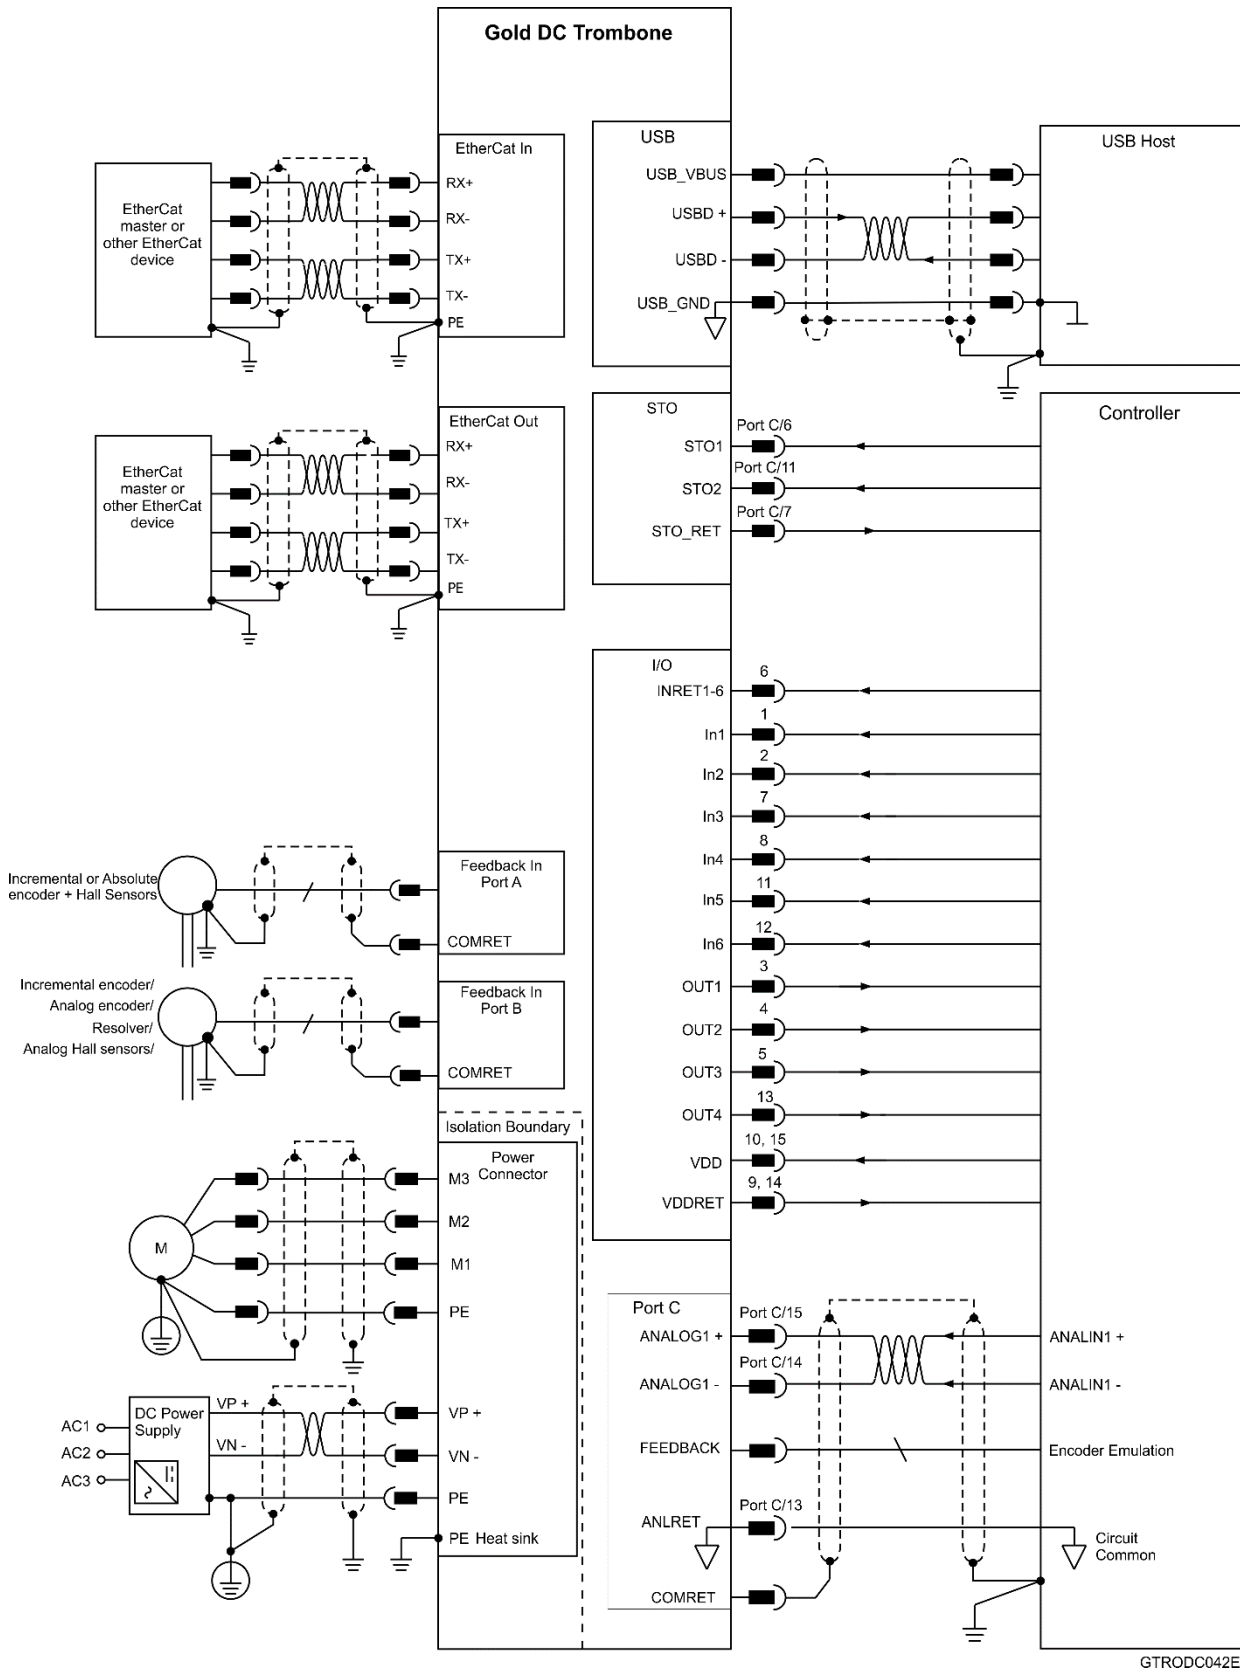 Gold DC Trombone
EtherCat In
RX+
RX-
TX+
TX-
PE
EtherCat
master or
other EtherCat
device
USB
USB_VBUS
USBD +
USBD -
USB_GND
USB Host
EtherCat Out
RX+
RX-
TX+
TX-
PE
EtherCat
master or
other EtherCat
device
STO
STO1
STO2
STO_RET
Port C/6
Port C/11
Port C/7
Controller
I/O
INRET1-6
6
In1
1
In2
2
In3
7
In4
8
In5
11
In6
12
OUT1
3
OUT2
4
OUT3
5
OUT4
13
VDD
10, 15
VDDRET
9, 14
Incremental or Absolute
encoder + Hall Sensors
Feedback In
Port A
COMRET
Incremental encoder/
Analog encoder/
Resolver/
Analog Hall sensors/
Feedback In
Port B
COMRET
Isolation Boundary
Power
Connector
M
M3
M2
M1
PE
DC Power
Supply
AC1
AC2
AC3
VP +
VN -
VP +
VN -
PE
PE Heat sink
Port C
ANALOG1 +
Port C/15
ANALIN1 +
ANALOG1 -
Port C/14
ANALIN1 -
FEEDBACK
Encoder Emulation
ANLRET
Port C/13
Circuit
Common
COMRET
GTRODC042E